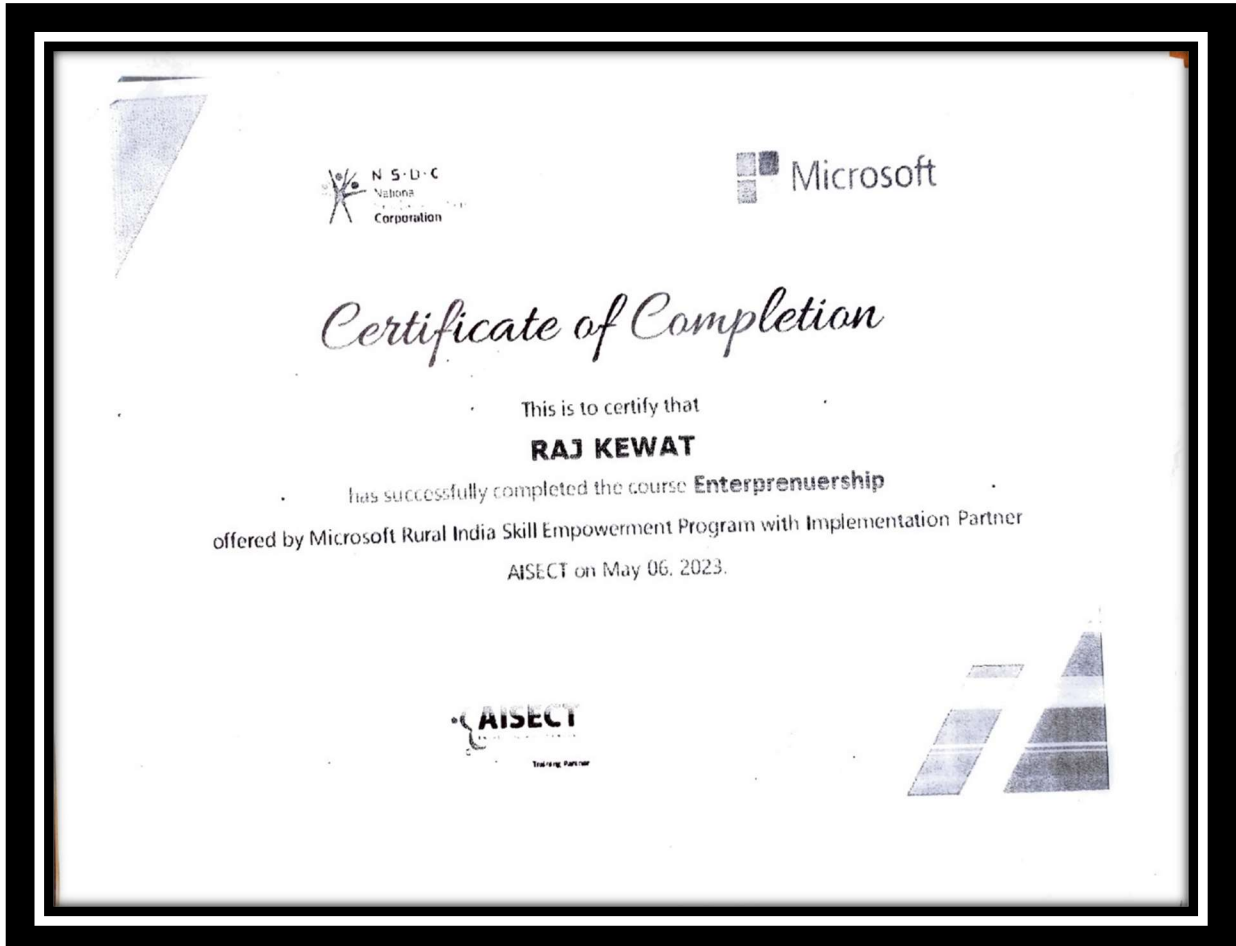 N·S·D·C
Nationa
Corporation
Microsoft
Certificate of Completion
This is to certify that
RAJ KEWAT
has successfully completed the course Enterprenuership
offered by Microsoft Rural India Skill Empowerment Program with Implementation Partner
AISECT on May 06, 2023.
AISECT
Training Partner